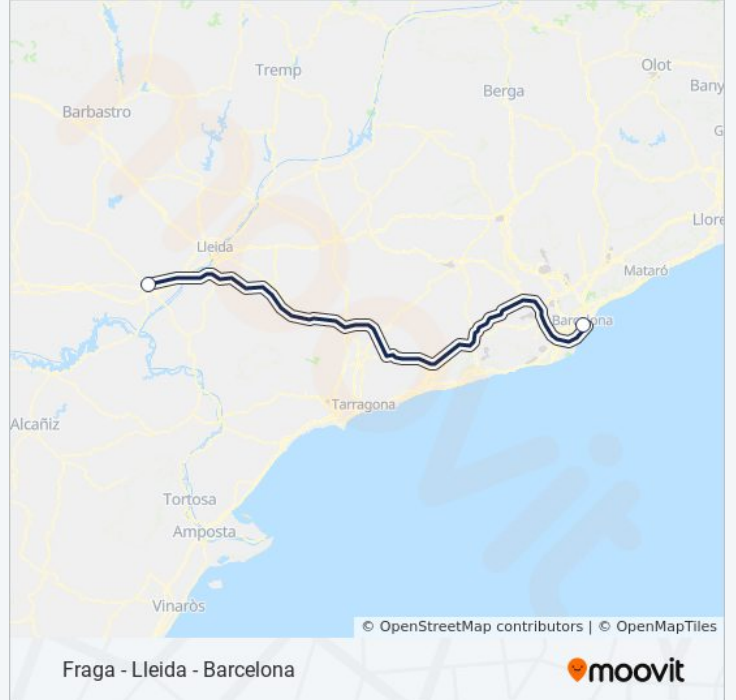 Tremp
Olot
Berga
Bany
Barbastro
G
Llore
Lleida
Mataró
Barcelona
Tarragona
Alcañiz
Tortosa
Amposta
Vinaròs
moovit
© OpenStreetMap contributors | © OpenMapTiles
Fraga - Lleida - Barcelona
moovit